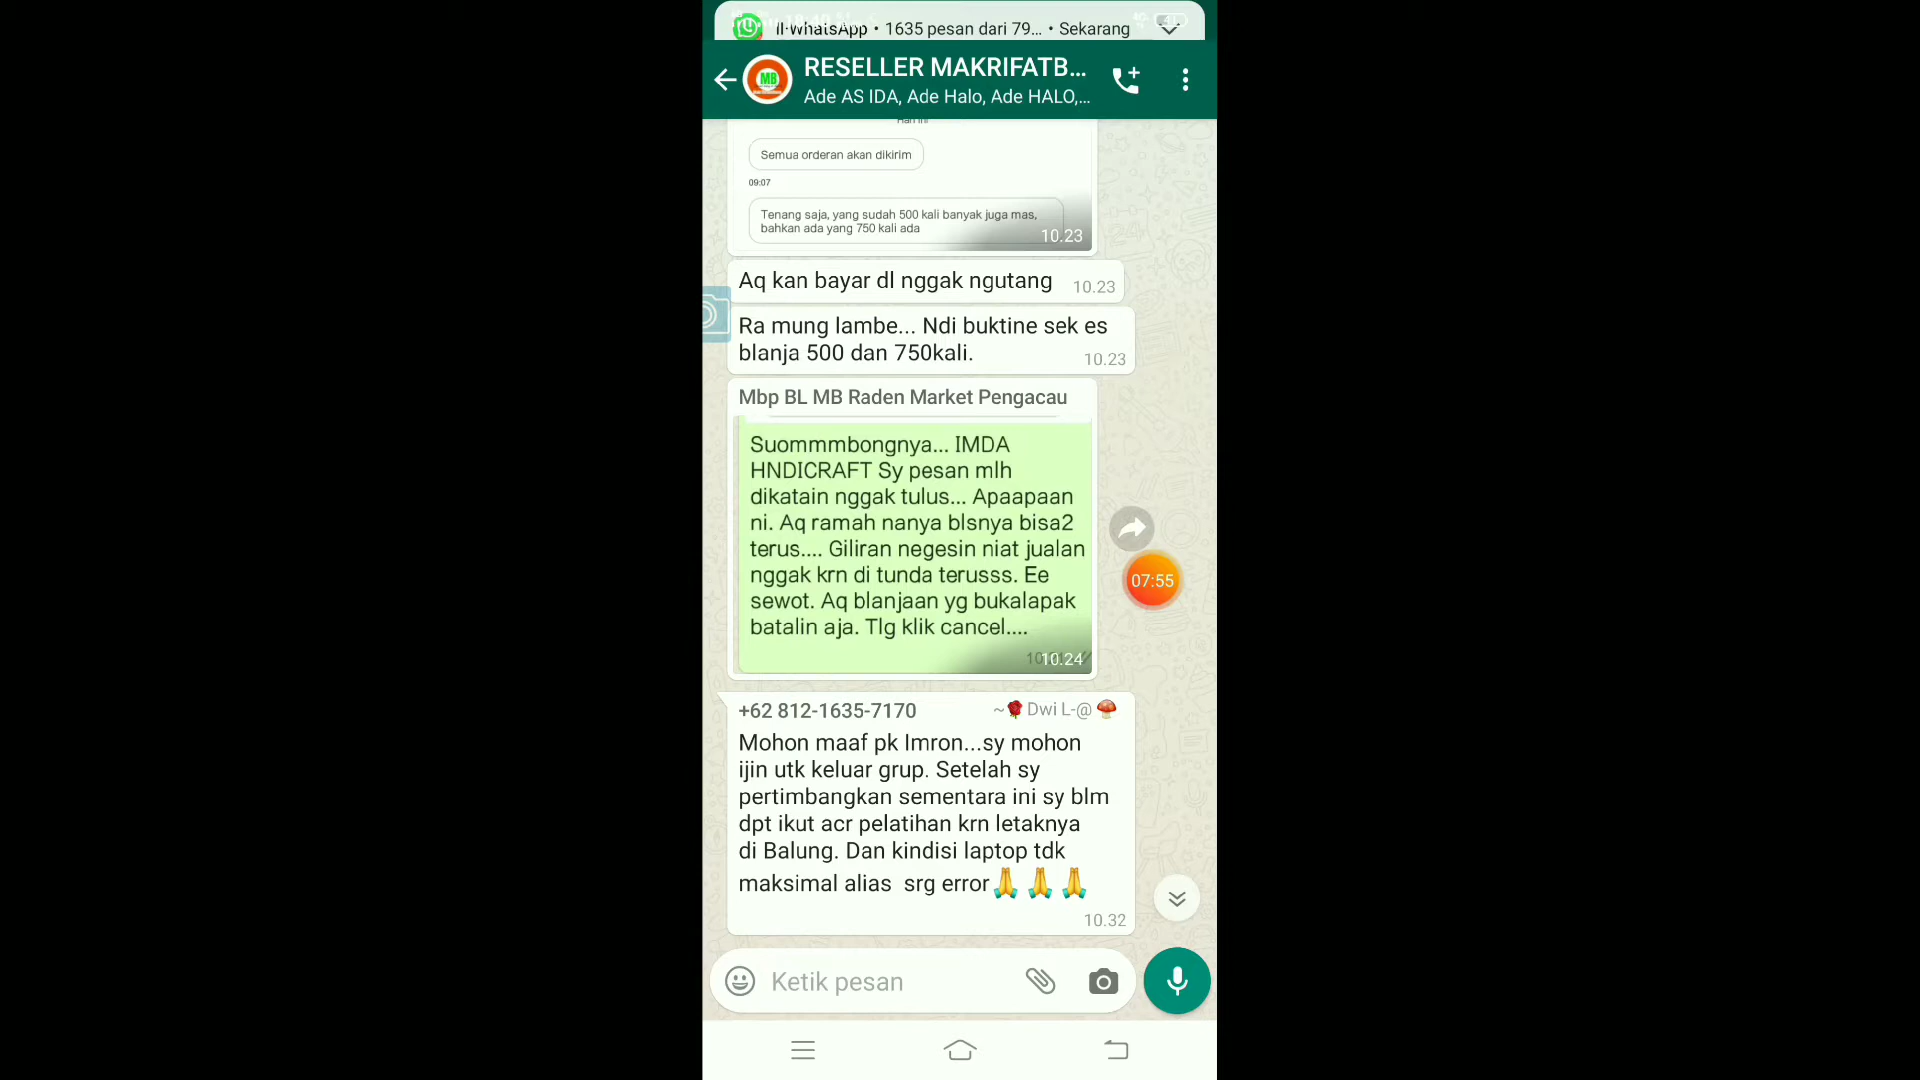 WhatsApp • 1635 pesan dari 79... • Sekarang
RESELLER MAKRIFATB...
Ade AS IDA, Ade Halo, Ade HALO,...
Hari ini
Semua orderan akan dikirim
09:07
Tenang saja, yang sudah 500 kali banyak juga mas,
bahkan ada yang 750 kali ada
10.23
Aq kan bayar dl nggak ngutang 10.23
Ra mung lambe... Ndi buktine sek es
blanja 500 dan 750kali. 10.23
Mbp BL MB Raden Market Pengacau
Suommmbongnya... IMDA
HNDICRAFT Sy pesan mlh
dikatain nggak tulus... Apaapaan
ni. Aq ramah nanya blsnya bisa2
terus.... Giliran negesin niat jualan
nggak krn di tunda terusss. Ee
sewot. Aq blanjaan yg bukalapak
batalin aja. Tlg klik cancel....
10.24
07:55
+62 812-1635-7170 ~🌹Dwi L-@🍄
Mohon maaf pk Imron...sy mohon
ijin utk keluar grup. Setelah sy
pertimbangkan sementara ini sy blm
dpt ikut acr pelatihan krn letaknya
di Balung. Dan kindisi laptop tdk
maksimal alias srg error🙏🙏🙏
10.32
Ketik pesan